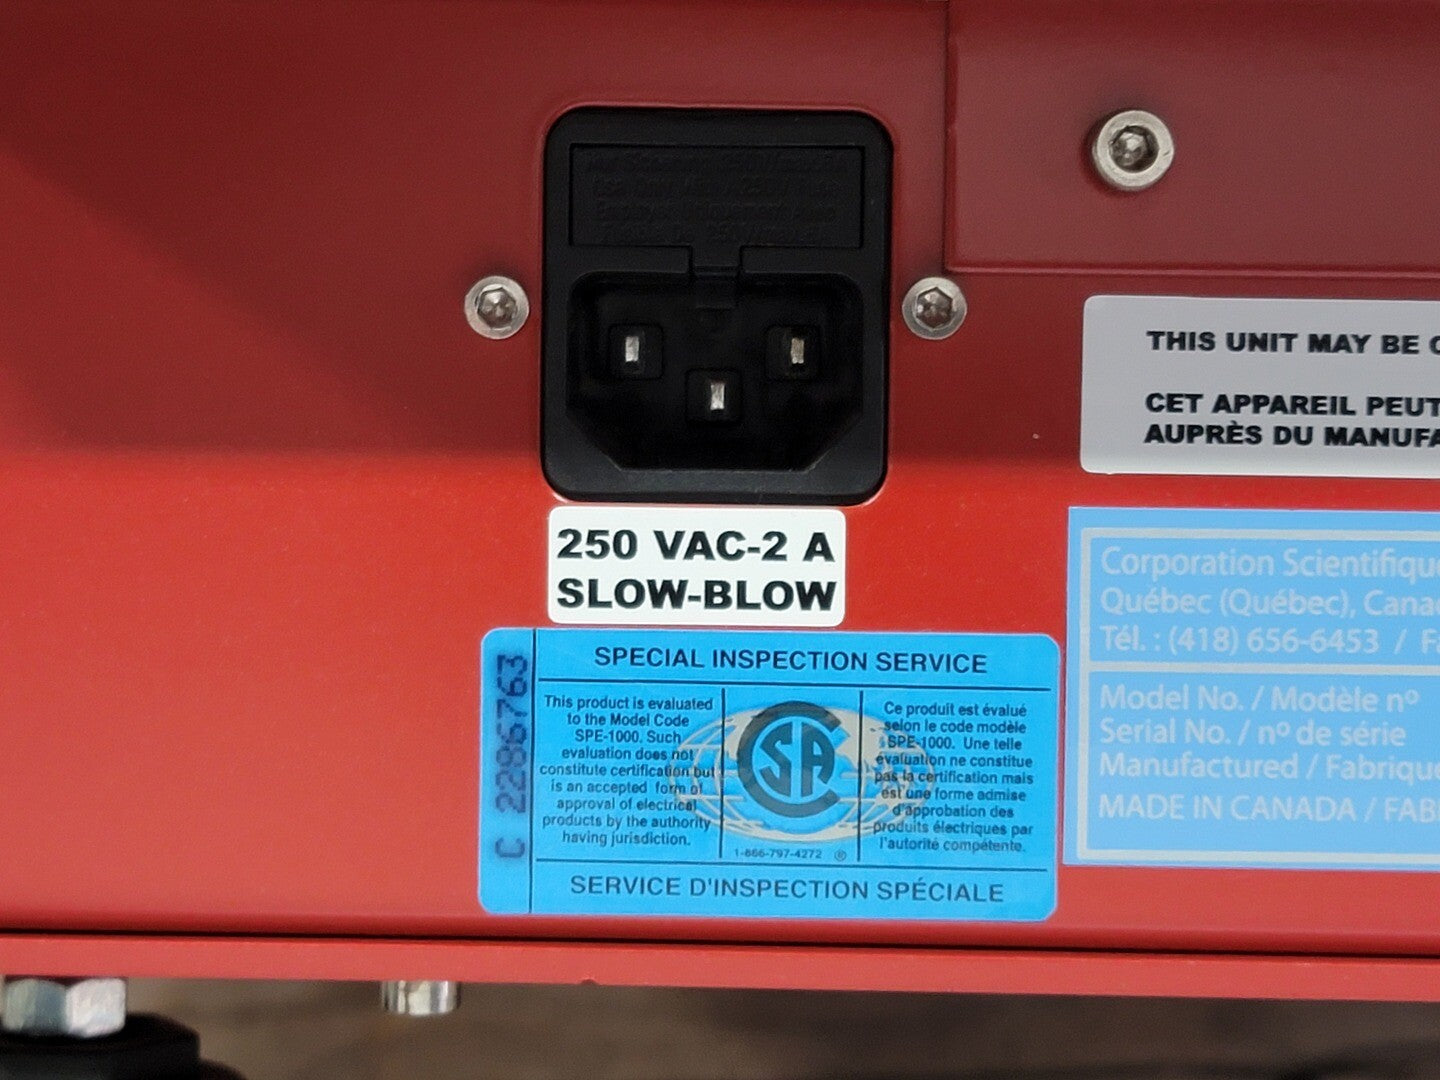 250 VAC-2 A
SLOW-BLOW
THIS UNIT MAY BE
CET APPAREIL PEUT
AUPRÈS DU MANUFA
Corporation Scientifique
Québec (Québec), Canad
Tél. : (418) 656-6453 / Fa
Model No. / Modèle nº
Serial No. / nº de série
Manufactured / Fabriqué
MADE IN CANADA / FAB
C 2286763
SPECIAL INSPECTION SERVICE
This product is evaluated
to the Model Code
SPE-1000. Such
evaluation does not
constitute certification but
is an accepted form of
approval of electrical
products by the authority
having jurisdiction.
CSA
1-866-797-4272 ®
Ce produit est évalué
selon le code modèle
SPE-1000. Une telle
évaluation ne constitue
pas la certification mais
est une forme admise
d'approbation des
produits électriques par
l'autorité compétente.
SERVICE D'INSPECTION SPÉCIALE